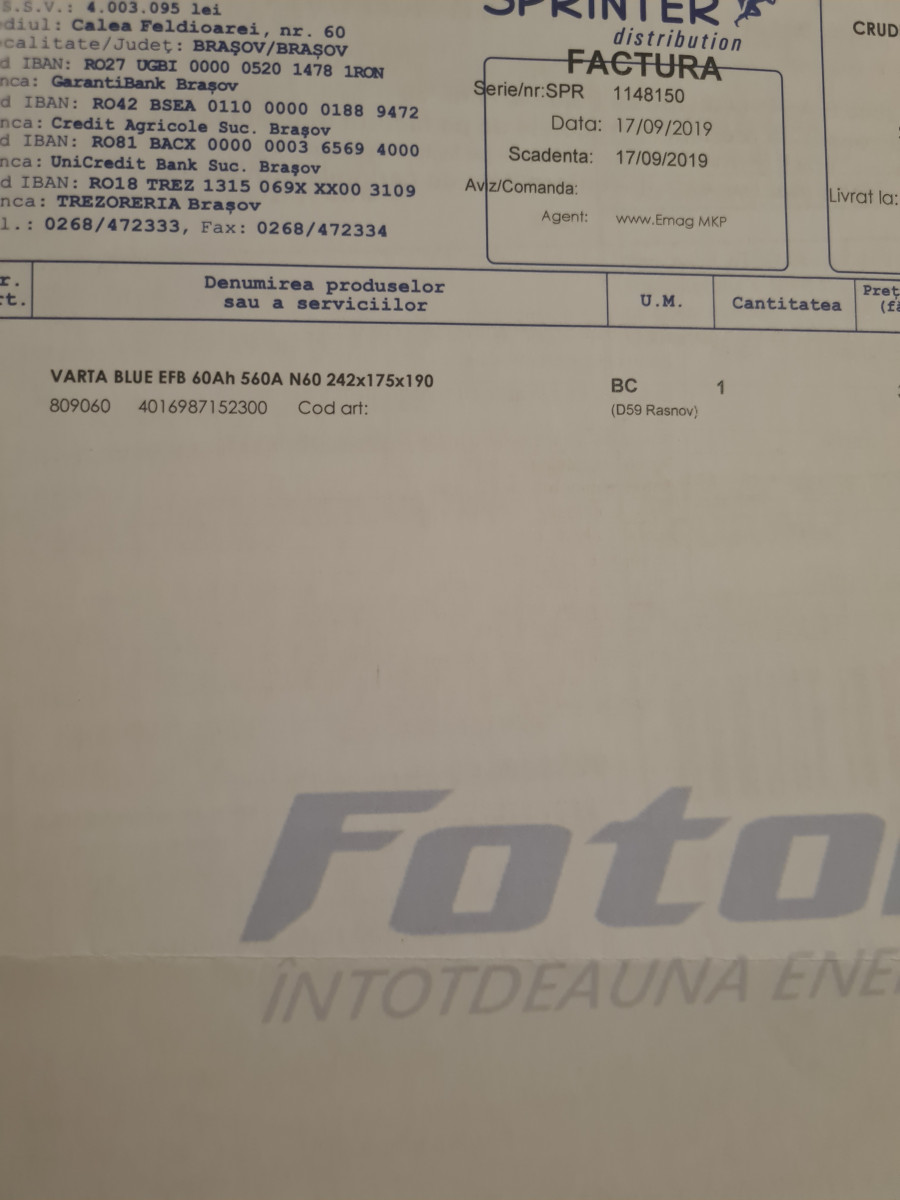 S.S.V.: 4.003.095 lei
diul: Calea Feldioarei, nr. 60
ocalitate/Județ: BRAȘOV/BRAȘOV
d IBAN: RO27 UGBI 0000 0520 1478 1RON
nca: GarantiBank Brașov
d IBAN: RO42 BSEA 0110 0000 0188 9472
nca: Credit Agricole Suc. Brașov
d IBAN: RO81 BACX 0000 0003 6569 4000
nca: UniCredit Bank Suc. Brașov
d IBAN: RO18 TREZ 1315 069X XX00 3109
nca: TREZORERIA Brașov
l.: 0268/472333, Fax: 0268/472334
SPRINTER
distribution
FACTURA
Serie/nr:SPR 1148150
Data: 17/09/2019
Scadenta: 17/09/2019
Aviz/Comanda:
Agent: www.Emag MKP
CRUD
Livrat la:
r.
rt.
Denumirea produselor
sau a serviciilor
U.M.
Cantitatea
Preț
(fă
VARTA BLUE EFB 60Ah 560A N60 242x175x190 BC 1
809060 4016987152300 Cod art: (D59 Rasnov)
Foto
ÎNTOTDEAUNA ENE